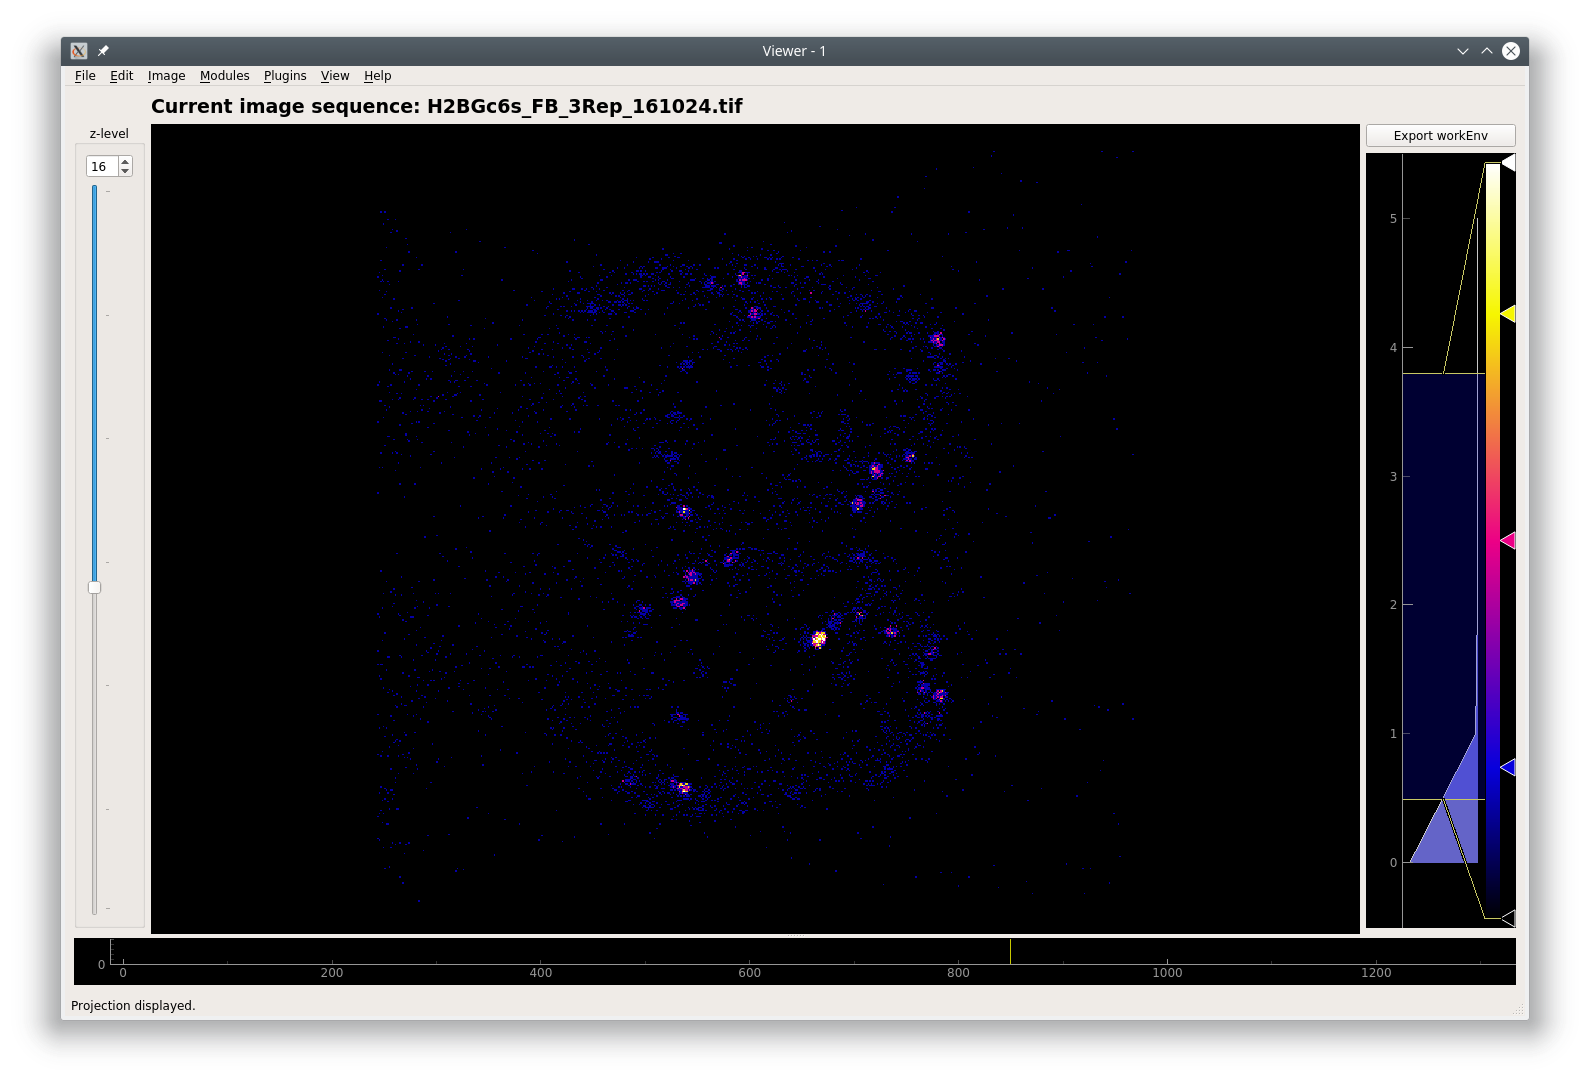 Viewer - 1
File Edit Image Modules Plugins View Help
Current image sequence: H2BGc6s_FB_3Rep_161024.tif
z-level
16
Export workEnv
5
4
3
2
1
0
0
0 200 400 600 800 1000 1200
Projection displayed.